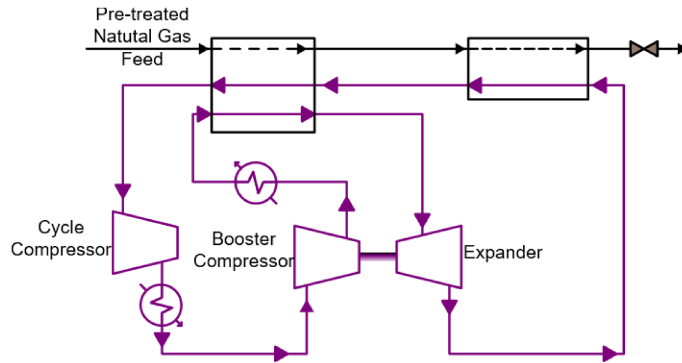 Pre-treated
Natutal Gas
Feed
Cycle
Compressor
Booster
Compressor
Expander